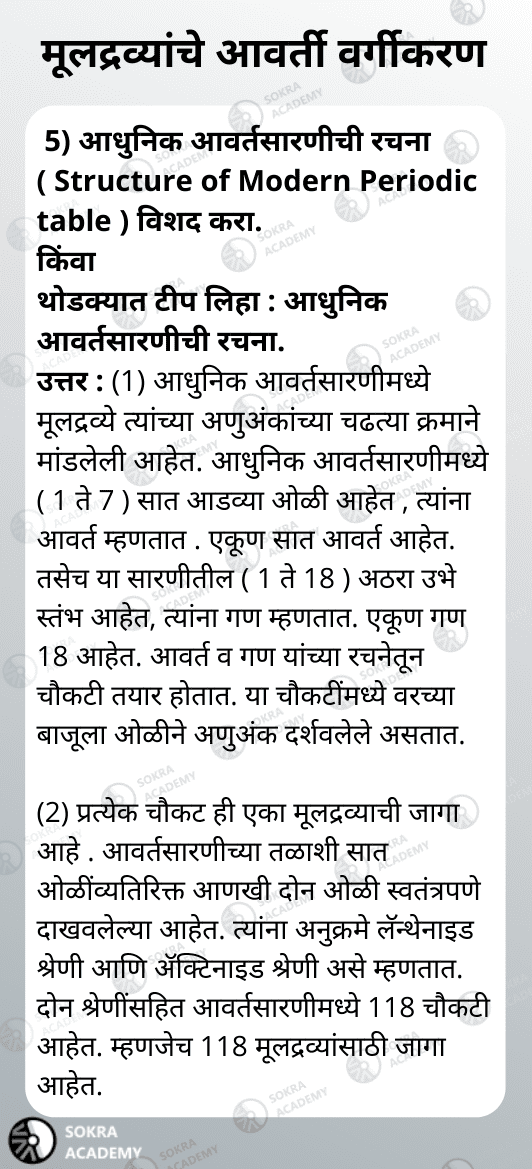 मूलद्रव्यांचे आवर्ती वर्गीकरण
5) आधुनिक आवर्तसारणीची रचना
( Structure of Modern Periodic
table ) विशद करा.
किंवा
थोडक्यात टीप लिहा : आधुनिक
आवर्तसारणीची रचना.
उत्तर : (1) आधुनिक आवर्तसारणीमध्ये
मूलद्रव्ये त्यांच्या अणुअंकांच्या चढत्या क्रमाने
मांडलेली आहेत. आधुनिक आवर्तसारणीमध्ये
( 1 ते 7 ) सात आडव्या ओळी आहेत , त्यांना
आवर्त म्हणतात . एकूण सात आवर्त आहेत.
तसेच या सारणीतील ( 1 ते 18 ) अठरा उभे
स्तंभ आहेत, त्यांना गण म्हणतात. एकूण गण
18 आहेत. आवर्त व गण यांच्या रचनेतून
चौकटी तयार होतात. या चौकटींमध्ये वरच्या
बाजूला ओळीने अणुअंक दर्शवलेले असतात.
(2) प्रत्येक चौकट ही एका मूलद्रव्याची जागा
आहे . आवर्तसारणीच्या तळाशी सात
ओळींव्यतिरिक्त आणखी दोन ओळी स्वतंत्रपणे
दाखवलेल्या आहेत. त्यांना अनुक्रमे लॅन्थेनाइड
श्रेणी आणि ॲक्टिनाइड श्रेणी असे म्हणतात.
दोन श्रेणींसहित आवर्तसारणीमध्ये 118 चौकटी
आहेत. म्हणजेच 118 मूलद्रव्यांसाठी जागा
आहेत.
SOKRA
ACADEMY